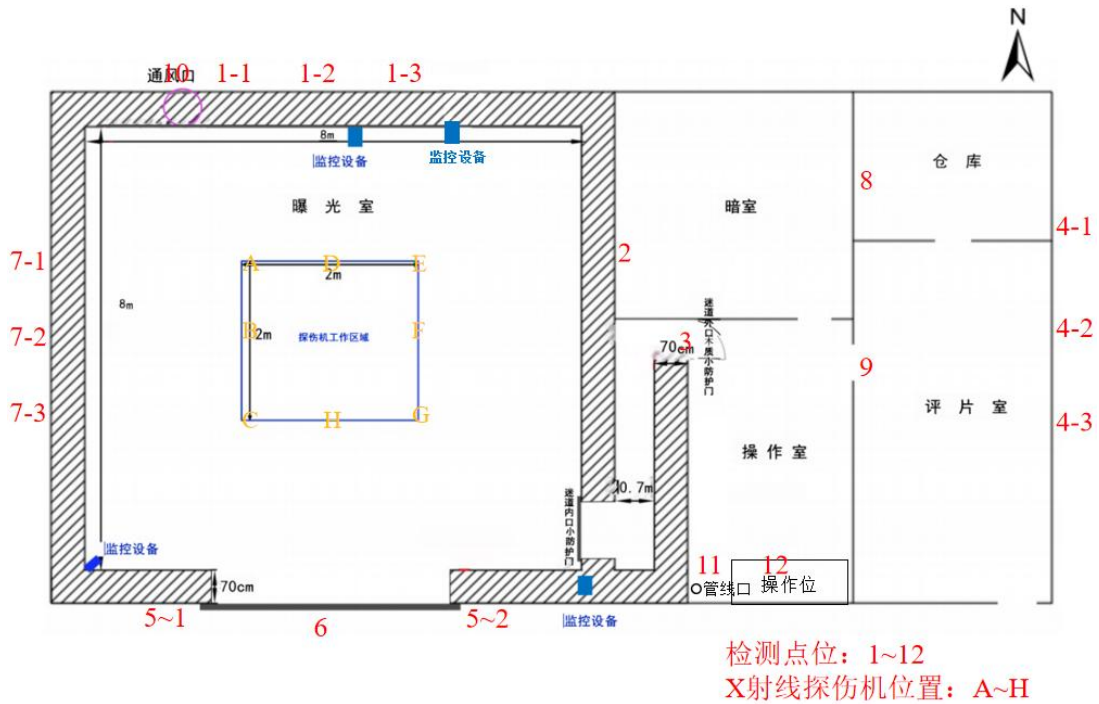 N
通风口
10
1-1
1-2
1-3
8m
监控设备
监控设备
曝 光 室
暗室
仓 库
8
4-1
2
7-1
A
D
E
2m
8m
迷道外口木质小防护门
7-2
B
2m
探伤机工作区域
F
70cm
3
9
4-2
7-3
C
H
G
评 片 室
4-3
操 作 室
0.7m
迷道内口小防护门
监控设备
70cm
11
12
管线口
操作位
5~1
6
5~2
监控设备
检测点位：1~12
X射线探伤机位置：A~H